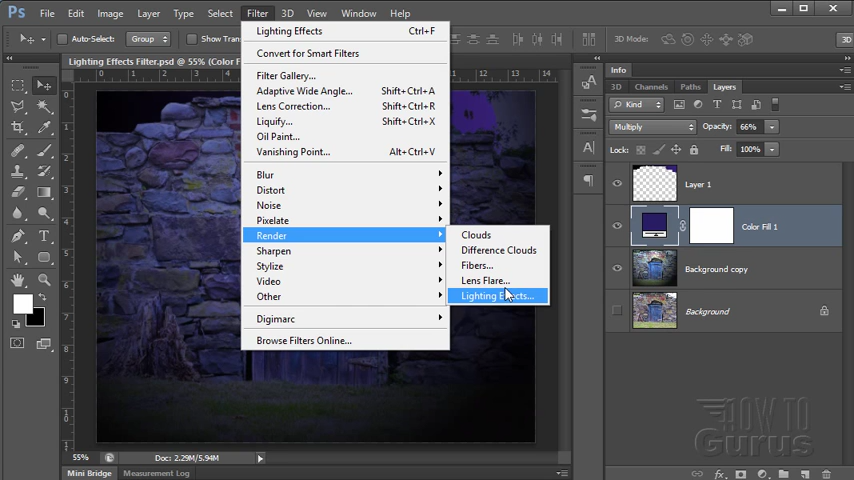 Ps File Edit Image Layer Type Select Filter 3D View Window Help
Auto-Select: Group Show Tran
3D Mode:
3D
Lighting Effects Filter.psd @ 55% (Color F
Lighting Effects Ctrl+F
Convert for Smart Filters
Filter Gallery...
Adaptive Wide Angle... Shift+Ctrl+A
Lens Correction... Shift+Ctrl+R
Liquify... Shift+Ctrl+X
Oil Paint...
Vanishing Point... Alt+Ctrl+V
Blur
Distort
Noise
Pixelate
Render
Sharpen
Stylize
Video
Other
Digimarc
Browse Filters Online...
Clouds
Difference Clouds
Fibers...
Lens Flare...
Lighting Effects...
Info
3D Channels Paths Layers
Kind
Multiply Opacity: 66%
Lock: Fill: 100%
Layer 1
Color Fill 1
Background copy
Background
HOW TO
Gurus
55% Doc: 2.29M/5.94M
Mini Bridge Measurement Log